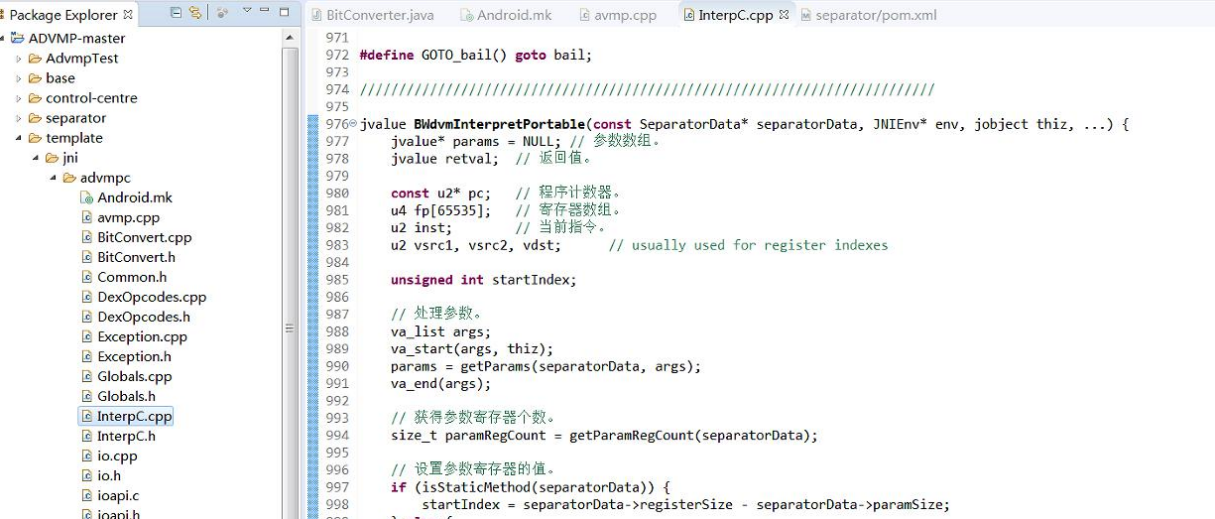 Package Explorer
ADVMP-master
AdvmpTest
base
control-centre
separator
template
jni
advmpc
Android.mk
avmp.cpp
BitConvert.cpp
BitConvert.h
Common.h
DexOpcodes.cpp
DexOpcodes.h
Exception.cpp
Exception.h
Globals.cpp
Globals.h
InterpC.cpp
InterpC.h
io.cpp
io.h
ioapi.c
ioapi.h
BitConverter.java Android.mk avmp.cpp InterpC.cpp separator/pom.xml
971
972 #define GOTO_bail() goto bail;
973
974 //////////////////////////////////////////////////////////////////////////
975
976 jvalue BWdvmInterpretPortable(const SeparatorData* separatorData, JNIEnv* env, jobject thiz, ...) {
977 jvalue* params = NULL; // 参数数组。
978 jvalue retval; // 返回值。
979
980 const u2* pc; // 程序计数器。
981 u4 fp[65535]; // 寄存器数组。
982 u2 inst; // 当前指令。
983 u2 vsrc1, vsrc2, vdst; // usually used for register indexes
984
985 unsigned int startIndex;
986
987 // 处理参数。
988 va_list args;
989 va_start(args, thiz);
990 params = getParams(separatorData, args);
991 va_end(args);
992
993 // 获得参数寄存器个数。
994 size_t paramRegCount = getParamRegCount(separatorData);
995
996 // 设置参数寄存器的值。
997 if (isStaticMethod(separatorData)) {
998 startIndex = separatorData->registerSize - separatorData->paramSize;